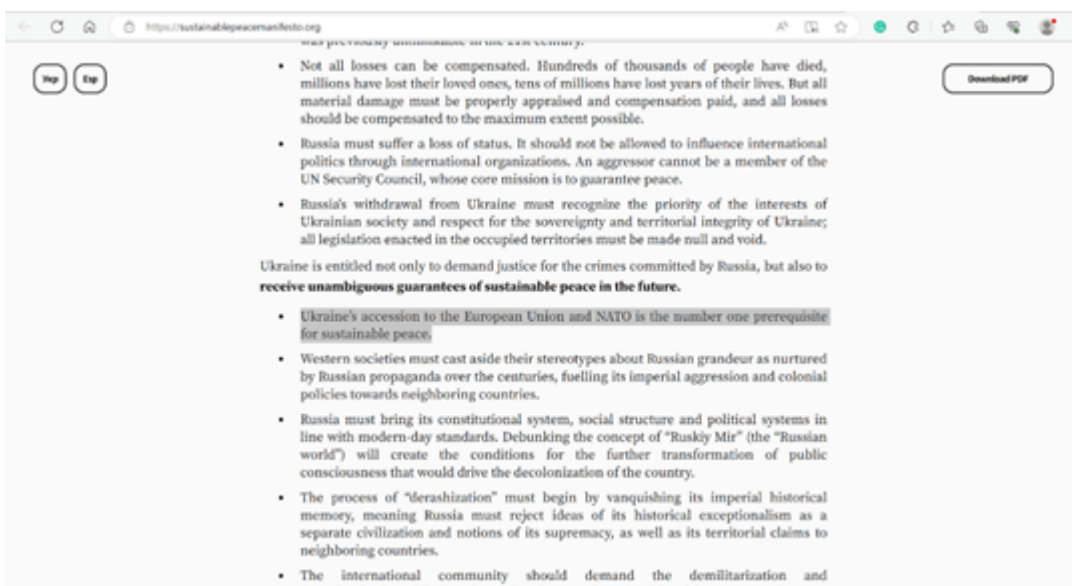 https://sustainablepeacemanifesto.org
was previously unthinkable in the 21st century.
Укр
Esp
Download PDF
• Not all losses can be compensated. Hundreds of thousands of people have died,
millions have lost their loved ones, tens of millions have lost years of their lives. But all
material damage must be properly appraised and compensation paid, and all losses
should be compensated to the maximum extent possible.
• Russia must suffer a loss of status. It should not be allowed to influence international
politics through international organizations. An aggressor cannot be a member of the
UN Security Council, whose core mission is to guarantee peace.
• Russia's withdrawal from Ukraine must recognize the priority of the interests of
Ukrainian society and respect for the sovereignty and territorial integrity of Ukraine;
all legislation enacted in the occupied territories must be made null and void.
Ukraine is entitled not only to demand justice for the crimes committed by Russia, but also to
receive unambiguous guarantees of sustainable peace in the future.
• Ukraine's accession to the European Union and NATO is the number one prerequisite
for sustainable peace.
• Western societies must cast aside their stereotypes about Russian grandeur as nurtured
by Russian propaganda over the centuries, fuelling its imperial aggression and colonial
policies towards neighboring countries.
• Russia must bring its constitutional system, social structure and political systems in
line with modern-day standards. Debunking the concept of "Ruskiy Mir" (the "Russian
world") will create the conditions for the further transformation of public
consciousness that would drive the decolonization of the country.
• The process of "derashization" must begin by vanquishing its imperial historical
memory, meaning Russia must reject ideas of its historical exceptionalism as a
separate civilization and notions of its supremacy, as well as its territorial claims to
neighboring countries.
• The international community should demand the demilitarization and